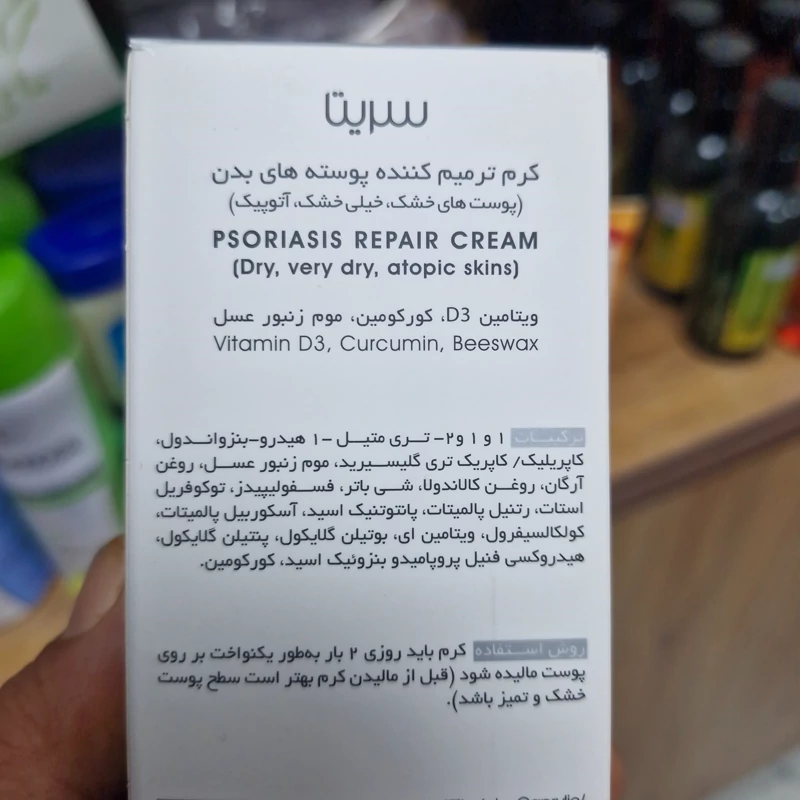 سریتا
کرم ترمیم کننده پوسته های بدن
(پوست های خشک، خیلی خشک، آتوپیک)
PSORIASIS REPAIR CREAM
(Dry, very dry, atopic skins)
ویتامین D3، کورکومین، موم زنبور عسل
Vitamin D3, Curcumin, Beeswax
ترکیبات ۱ و ۱ و۲- تری متیل -۱ هیدرو-بنزواندول،
کاپریلیک/ کاپریک تری گلیسیرید، موم زنبور عسل، روغن
آرگان، روغن کالاندولا، شی باتر، فسفولیپیدز، توکوفریل
استات، رتنیل پالمیتات، پانتوتنیک اسید، آسکوربیل پالمیتات،
کولکالسیفرول، ویتامین ای، بوتیلن گلایکول، پنتیلن گلایکول،
هیدروکسی فنیل پروپامیدو بنزوئیک اسید، کورکومین.
روش استفاده کرم باید روزی ۲ بار به‌طور یکنواخت بر روی
پوست مالیده شود (قبل از مالیدن کرم بهتر است سطح پوست
خشک و تمیز باشد).